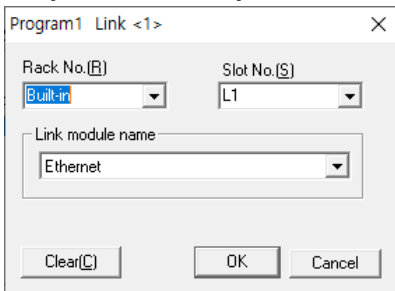 Program1 Link <1>
Rack No.(R) Slot No.(S)
Built-in L1
Link module name
Ethernet
Clear(C) OK Cancel